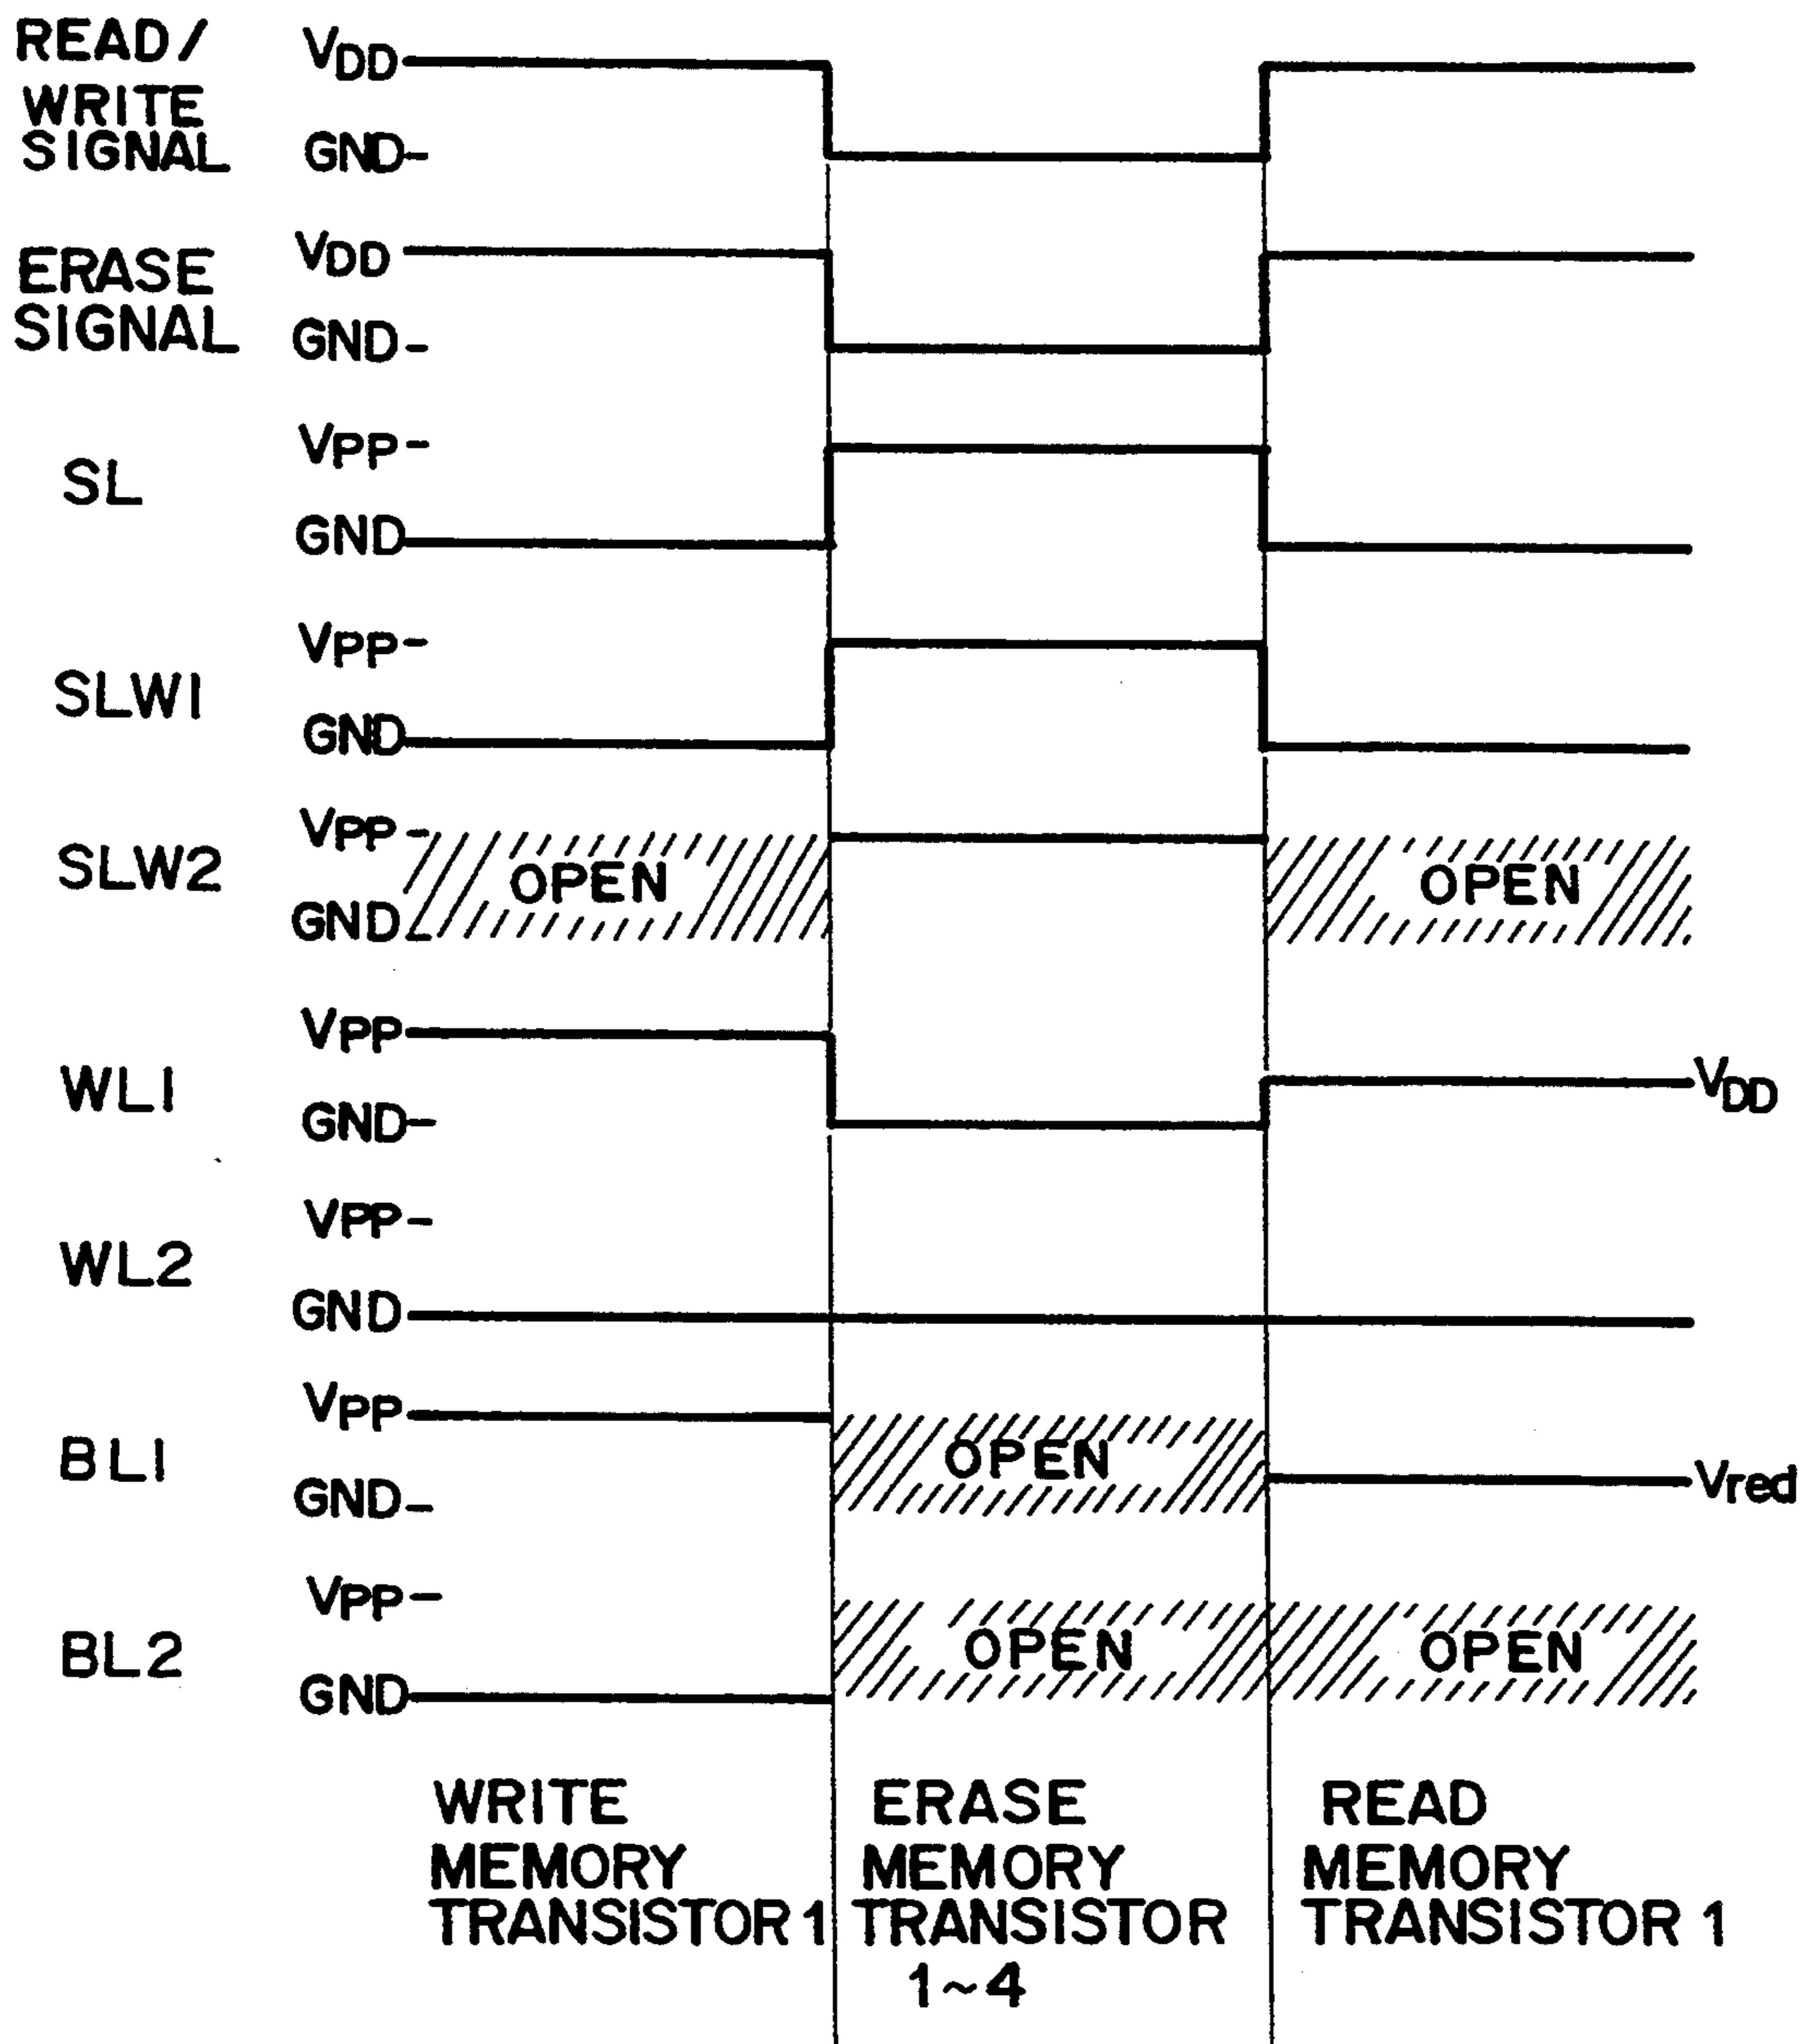 READ/
WRITE
SIGNAL
VDD
GND
ERASE
SIGNAL
VDD
GND
SL
VPP
GND
SLW1
VPP
GND
SLW2
VPP
GND
OPEN
OPEN
WL1
VPP
GND
VDD
WL2
VPP
GND
BL1
VPP
GND
OPEN
Vred
BL2
VPP
GND
OPEN
OPEN
WRITE
MEMORY
TRANSISTOR 1
ERASE
MEMORY
TRANSISTOR
1~4
READ
MEMORY
TRANSISTOR 1